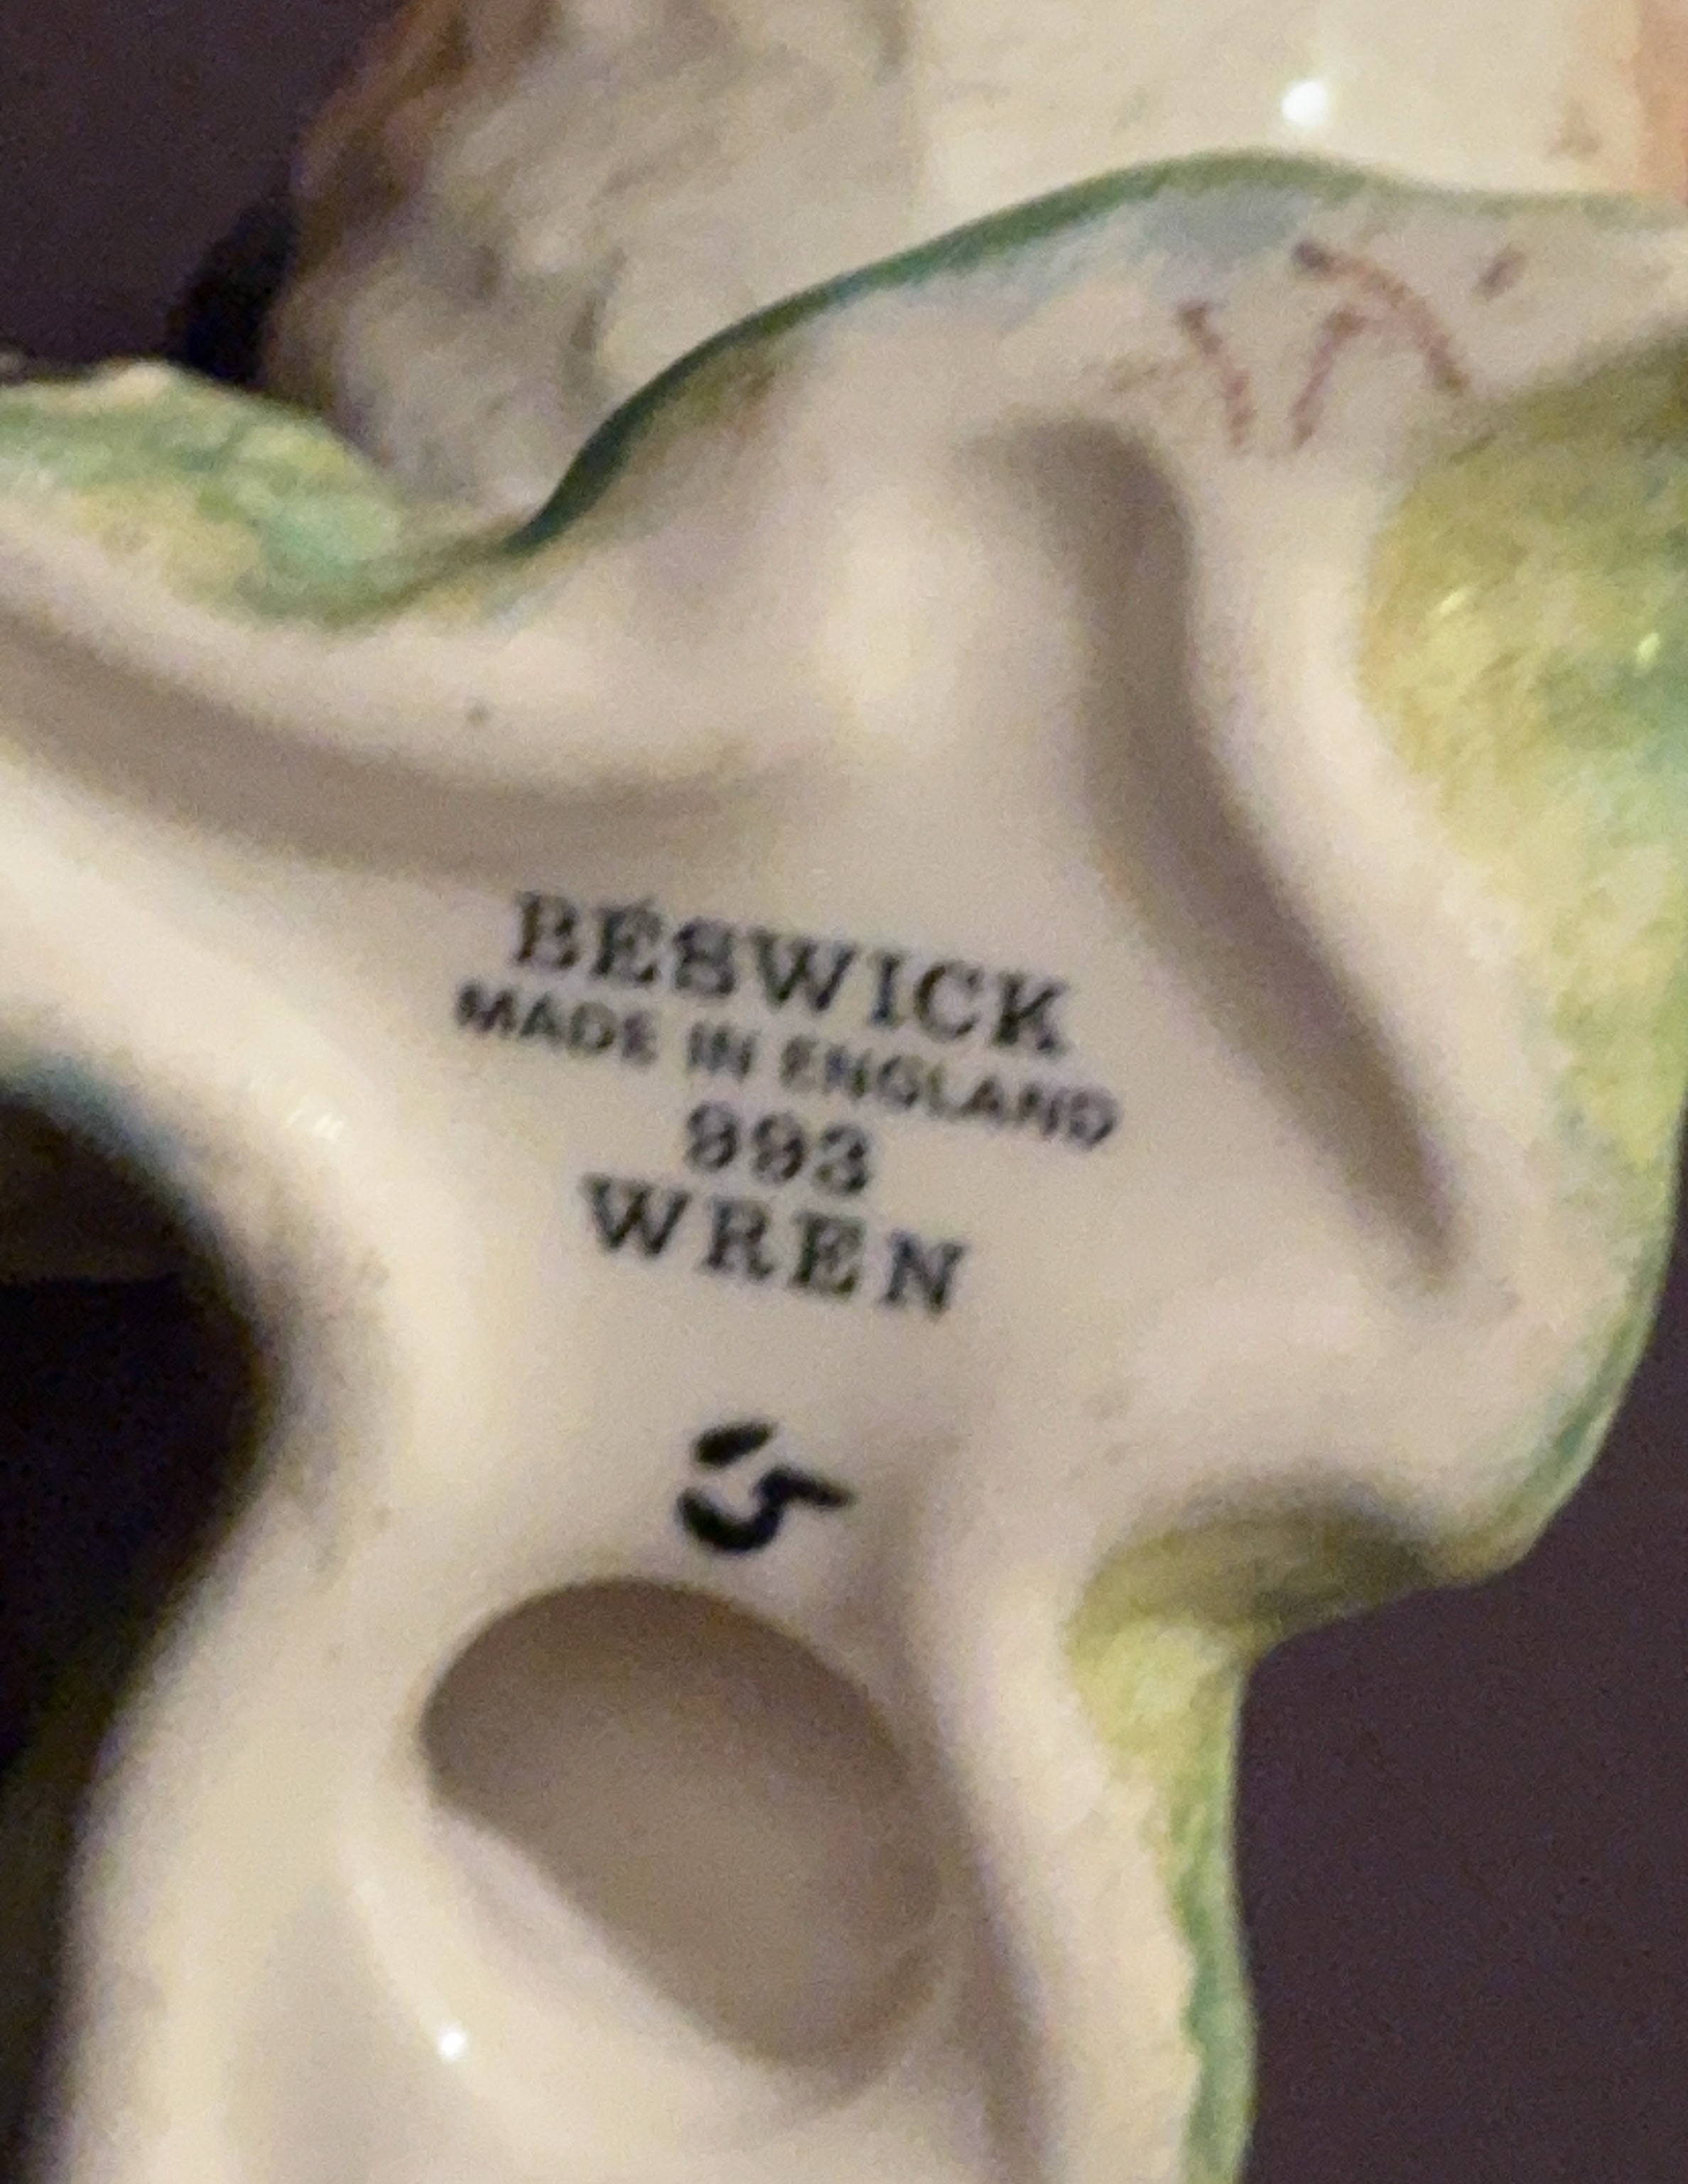 BESWICK
MADE IN ENGLAND
993
WREN